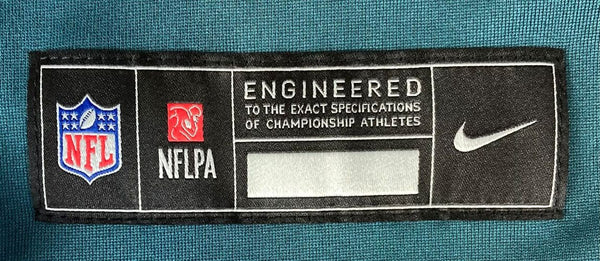 NFL
NFLPA
ENGINEERED
TO THE EXACT SPECIFICATIONS
OF CHAMPIONSHIP ATHLETES